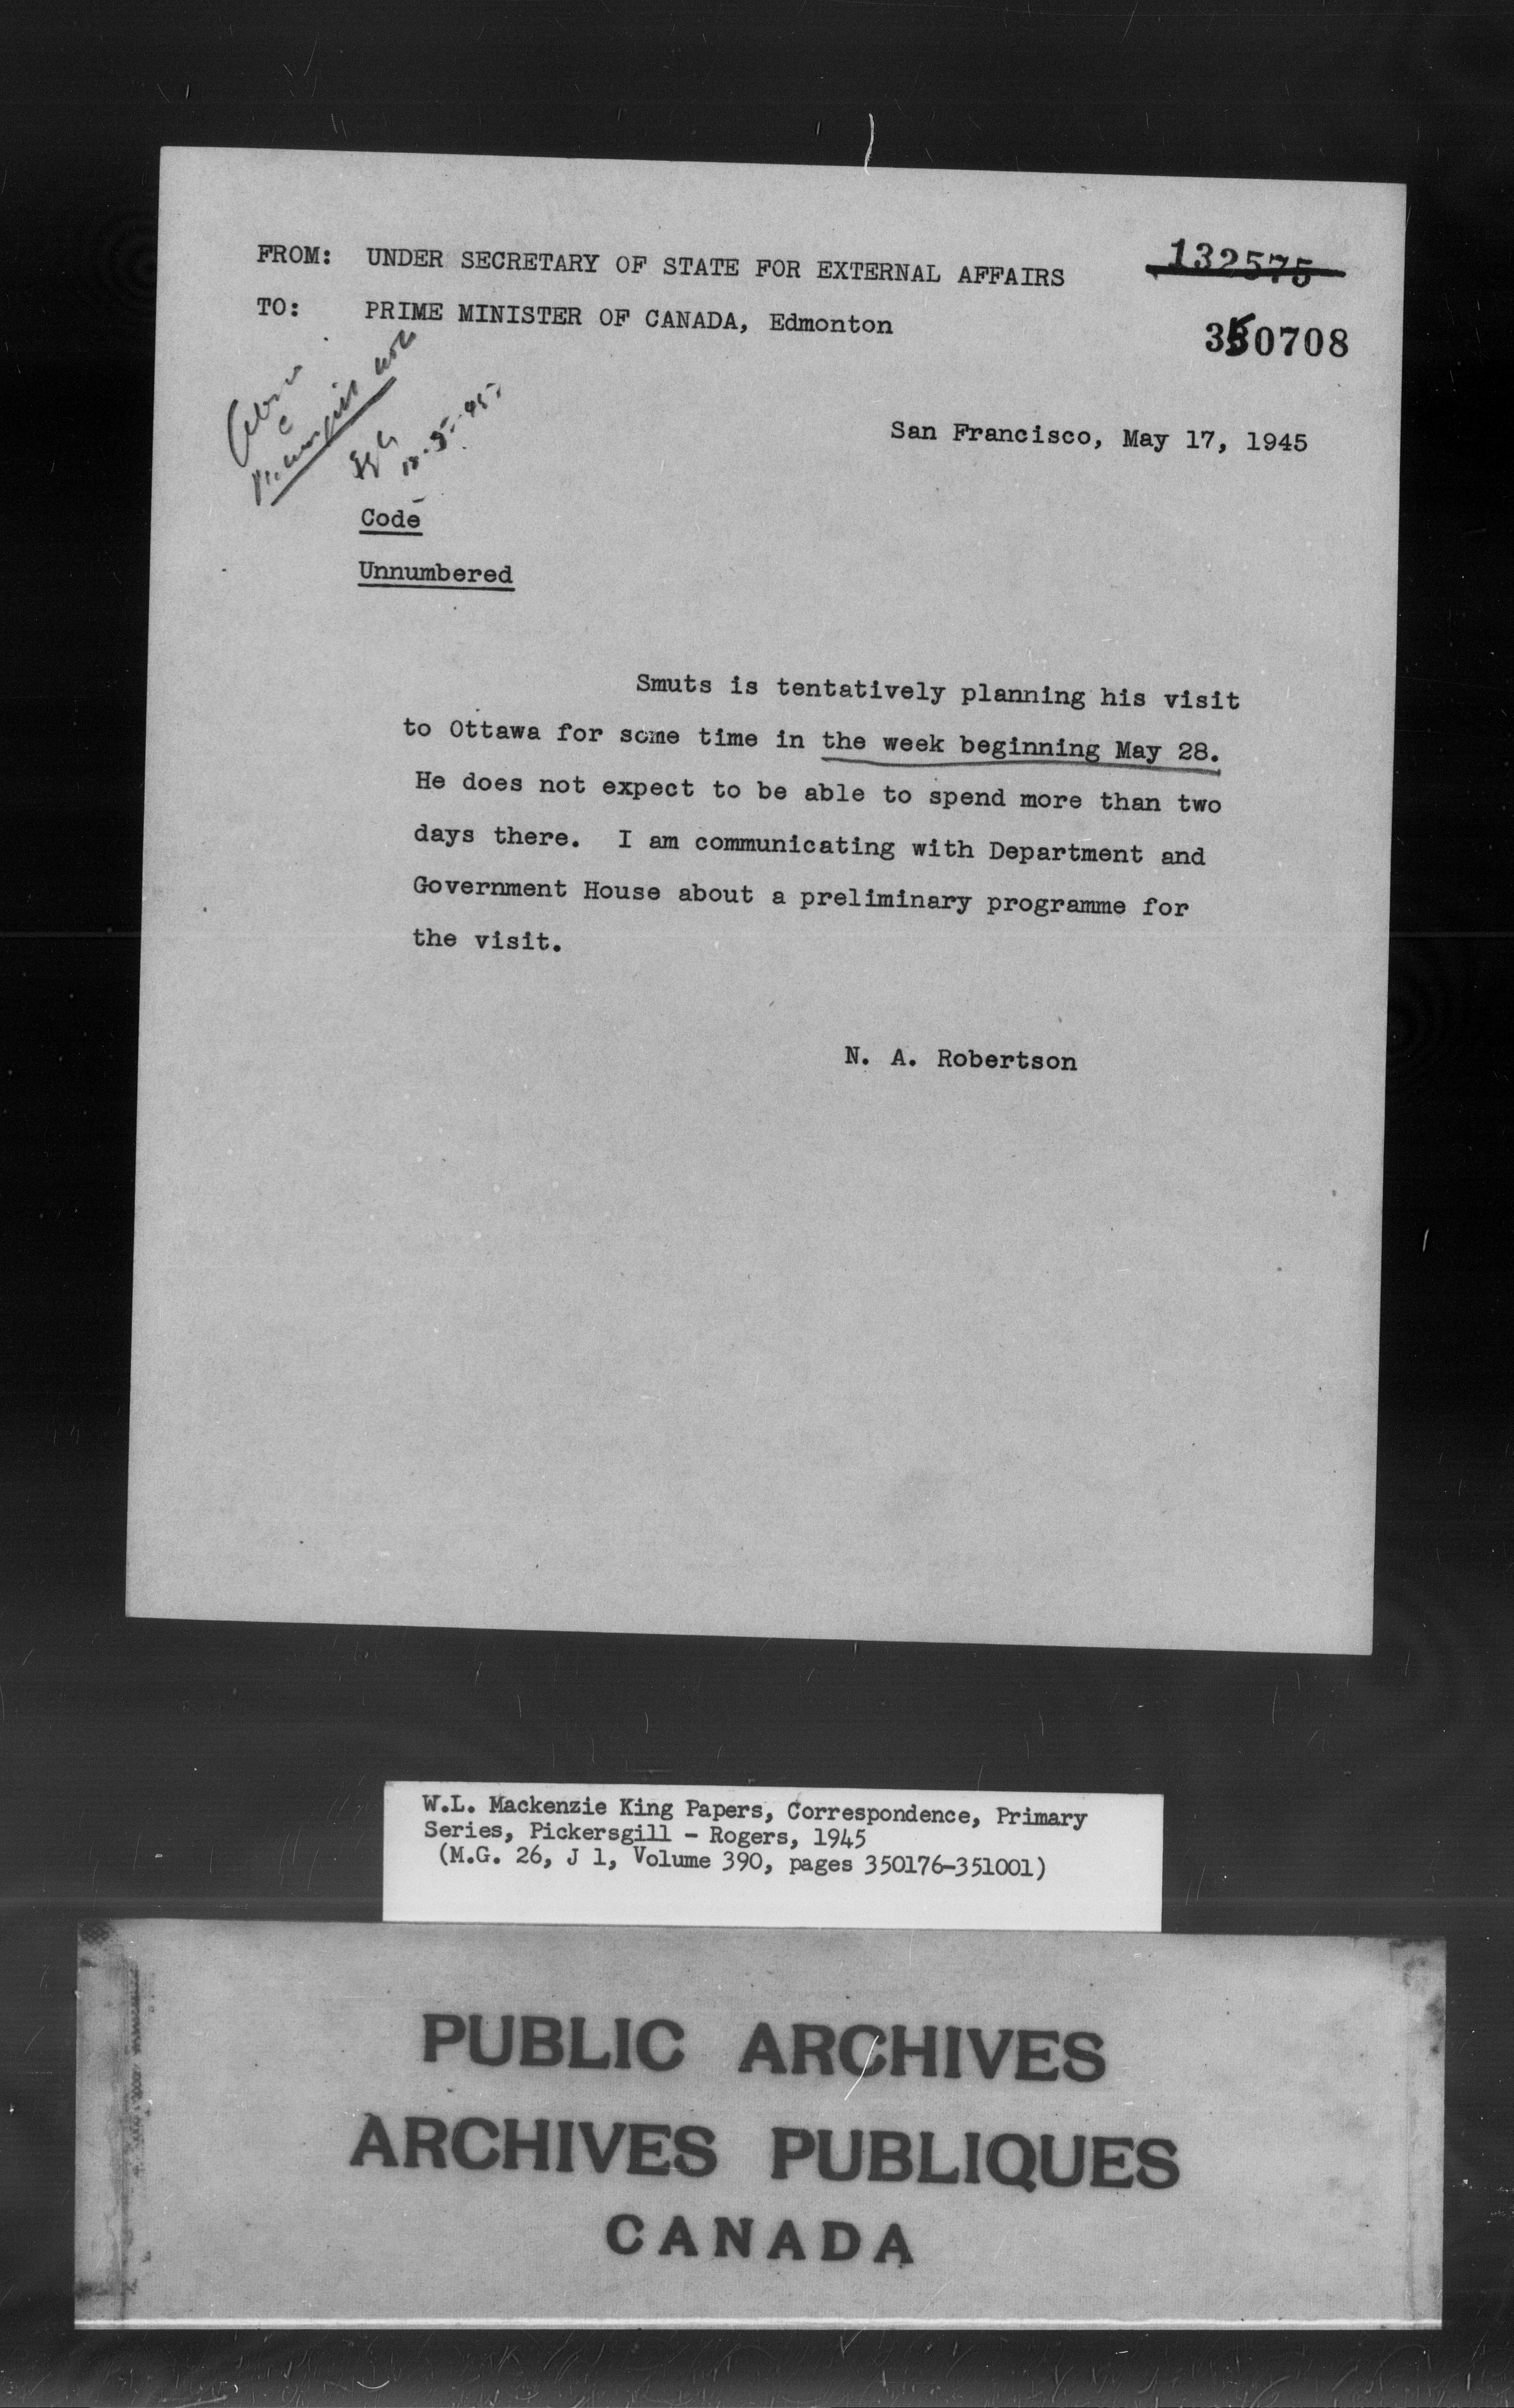 FROM: UNDER SECRETARY OF STATE FOR EXTERNAL AFFAIRS
132575
TO: PRIME MINISTER OF CANADA, Edmonton
350708
San Francisco, May 17, 1945
Code
Unnumbered
Smuts is tentatively planning his visit
to Ottawa for some time in the week beginning May 28.
He does not expect to be able to spend more than two
days there. I am communicating with Department and
Government House about a preliminary programme for
the visit.
N. A. Robertson
W.L. Mackenzie King Papers, Correspondence, Primary
Series, Pickersgill - Rogers, 1945
(M.G. 26, J 1, Volume 390, pages 350176-351001)
PUBLIC ARCHIVES
ARCHIVES PUBLIQUES
CANADA